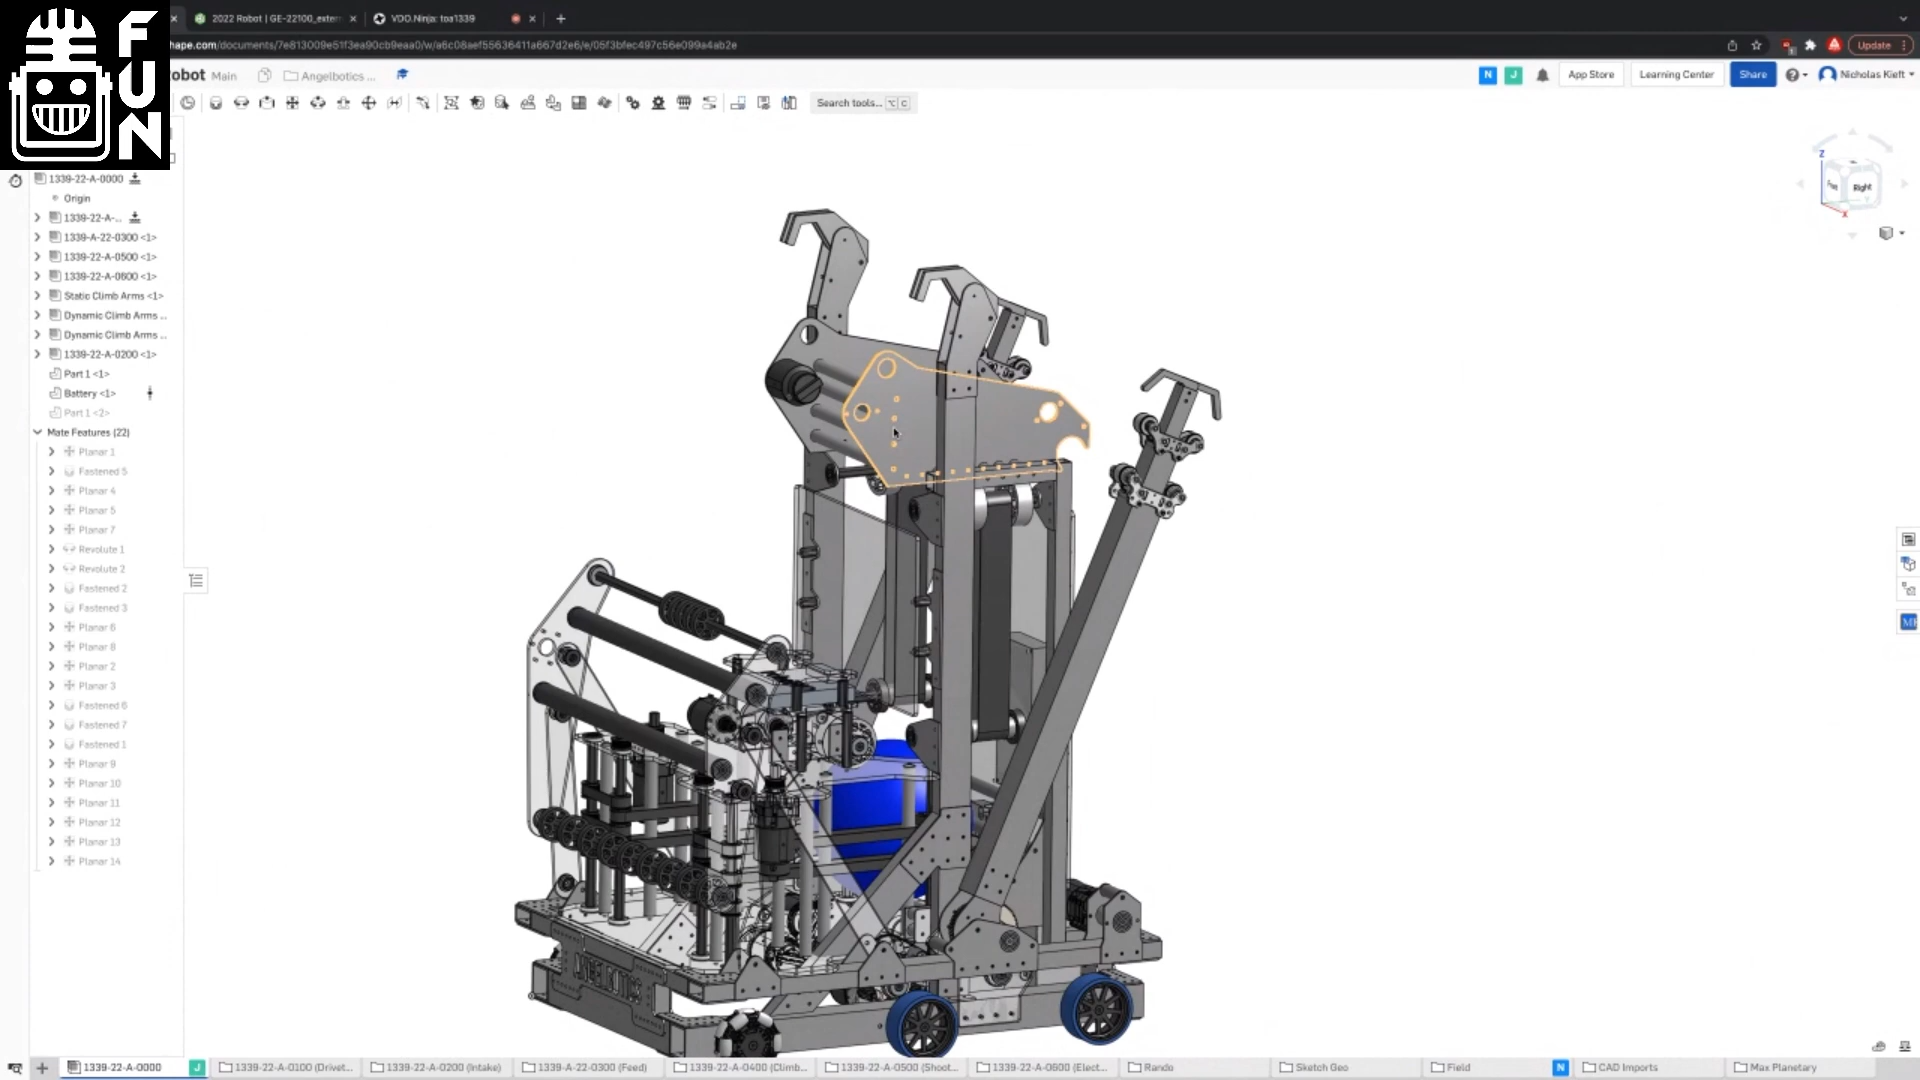 FUN
2022 Robot | GE-22100_exter
VDO.Ninja: toa1339
hape.com/documents/7e813009e51f3ea90cb9eaa0/w/a6c08aef55636411a667d2e6/e/05f3bfec497c56e099a4ab2e
Update
obot Main Angelbotics ...
N J App Store Learning Center Share Nicholas Kieft
Search tools... ⌥ C
1339-22-A-0000
Origin
1339-22-A-...
1339-A-22-0300 <1>
1339-22-A-0500 <1>
1339-22-A-0600 <1>
Static Climb Arms <1>
Dynamic Climb Arms ...
Dynamic Climb Arms ...
1339-22-A-0200 <1>
Part 1 <1>
Battery <1>
Part 1 <2>
Mate Features (22)
Planar 1
Fastened 5
Planar 4
Planar 5
Planar 7
Revolute 1
Revolute 2
Fastened 2
Fastened 3
Planar 6
Planar 8
Planar 2
Planar 3
Fastened 6
Fastened 7
Fastened 1
Planar 9
Planar 10
Planar 11
Planar 12
Planar 13
Planar 14
Z
Right
X
1339-22-A-0000 J 1339-22-A-0100 (Drivet... 1339-22-A-0200 (Intake) 1339-A-22-0300 (Feed) 1339-22-A-0400 (Climb... 1339-22-A-0500 (Shoot... 1339-22-A-0600 (Elect... Rando Sketch Geo Field N CAD Imports Max Planetary